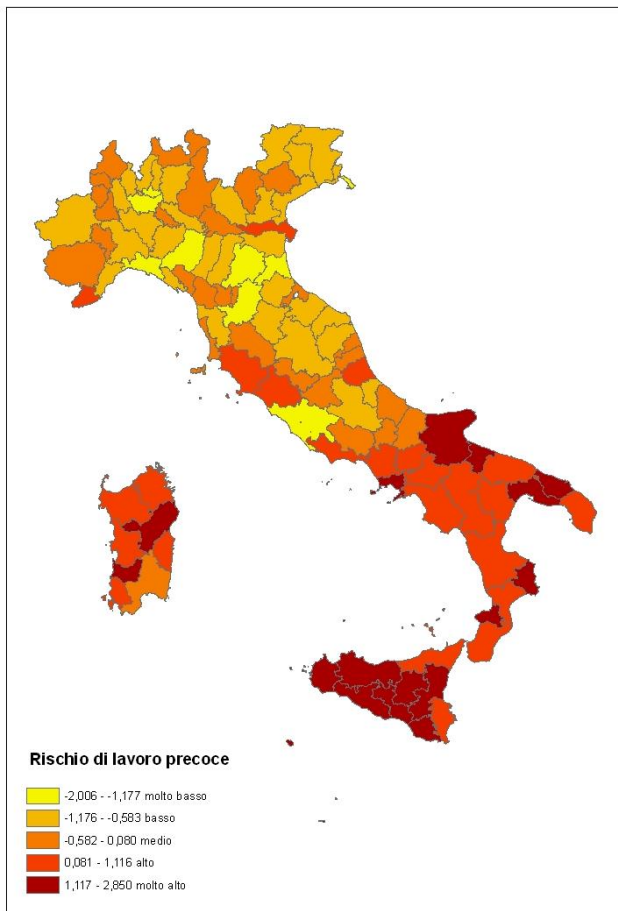 Rischio di lavoro precoce
-2,006 - -1,177 molto basso
-1,176 - -0,583 basso
-0,582 - 0,080 medio
0,081 - 1,116 alto
1,117 - 2,850 molto alto